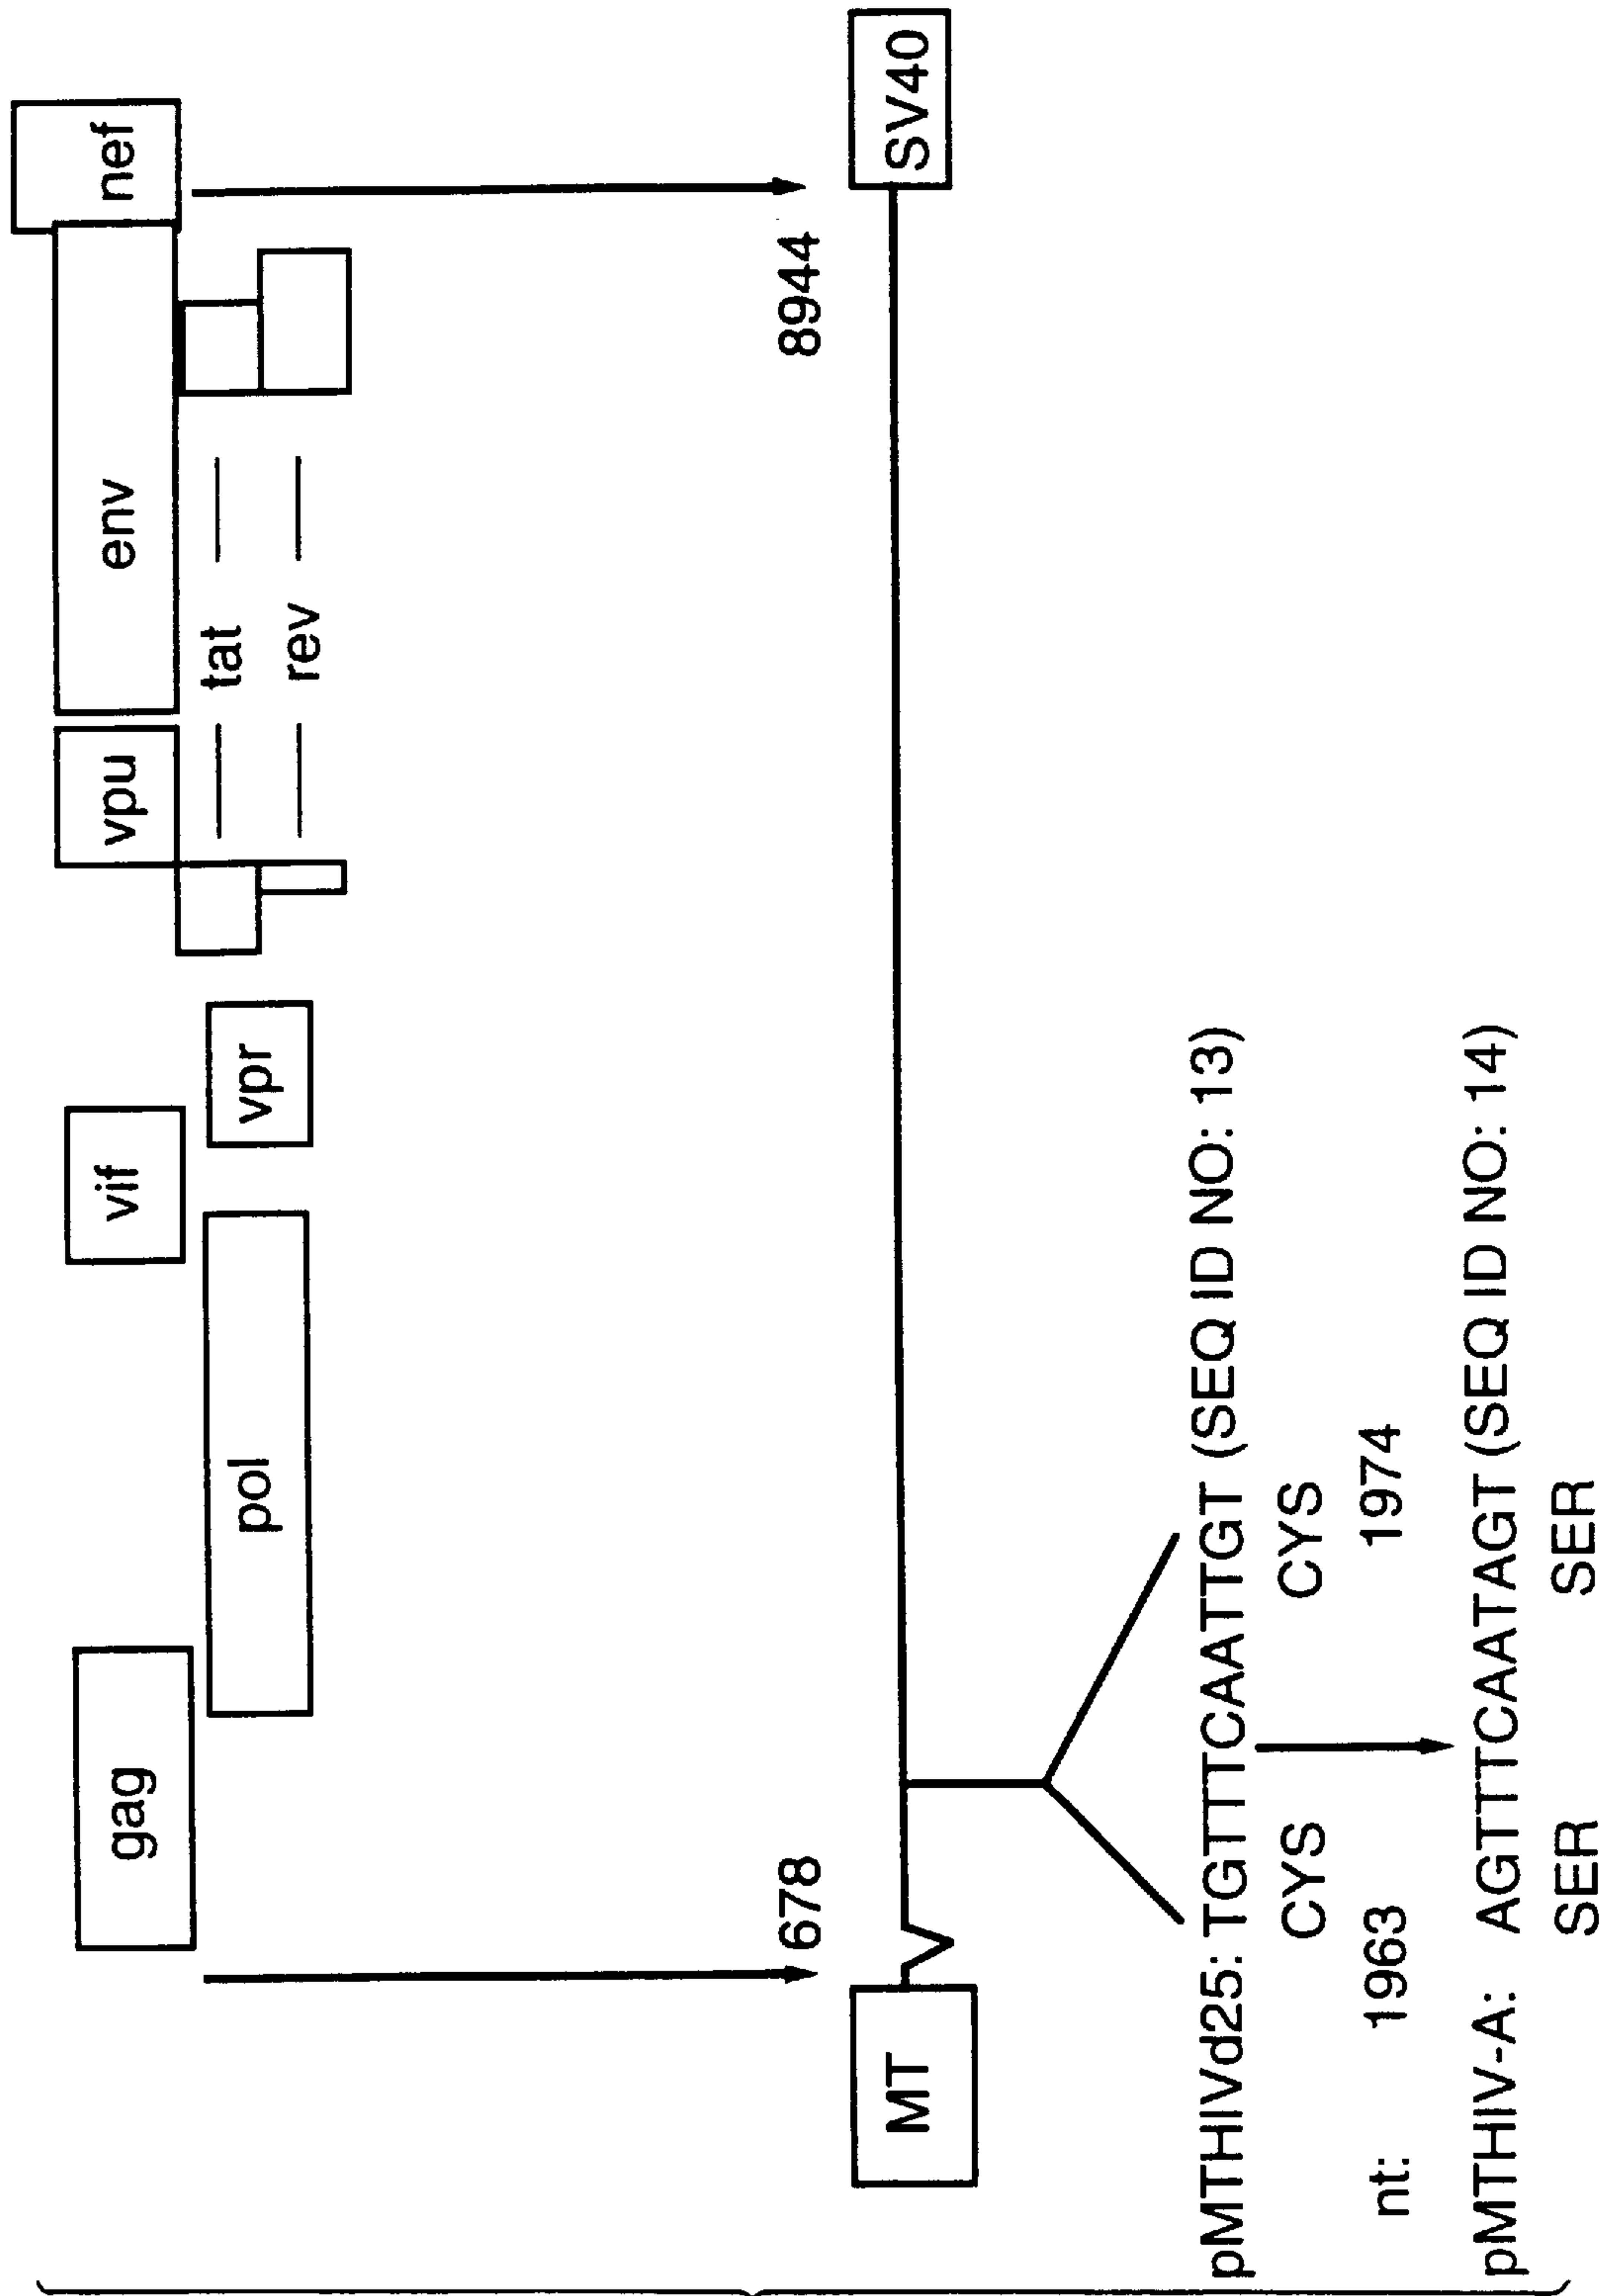 nef
vpu
env
vif
gag
tat
vpr
pol
rev
678
8944
MT
SV40
pMTHIVd25: TGTTTCAATTGT (SEQ ID NO: 13)
CYS CYS
nt: 1963 1974
pMTHIV-A: AGTTTCAATAGT (SEQ ID NO: 14)
SER SER